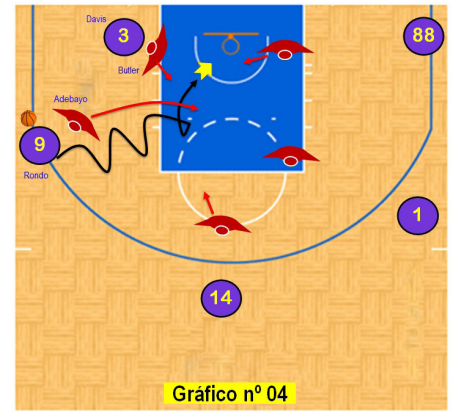 Davis
3
88
Butler
Adebayo
9
Rondo
1
14
Gráfico nº 04